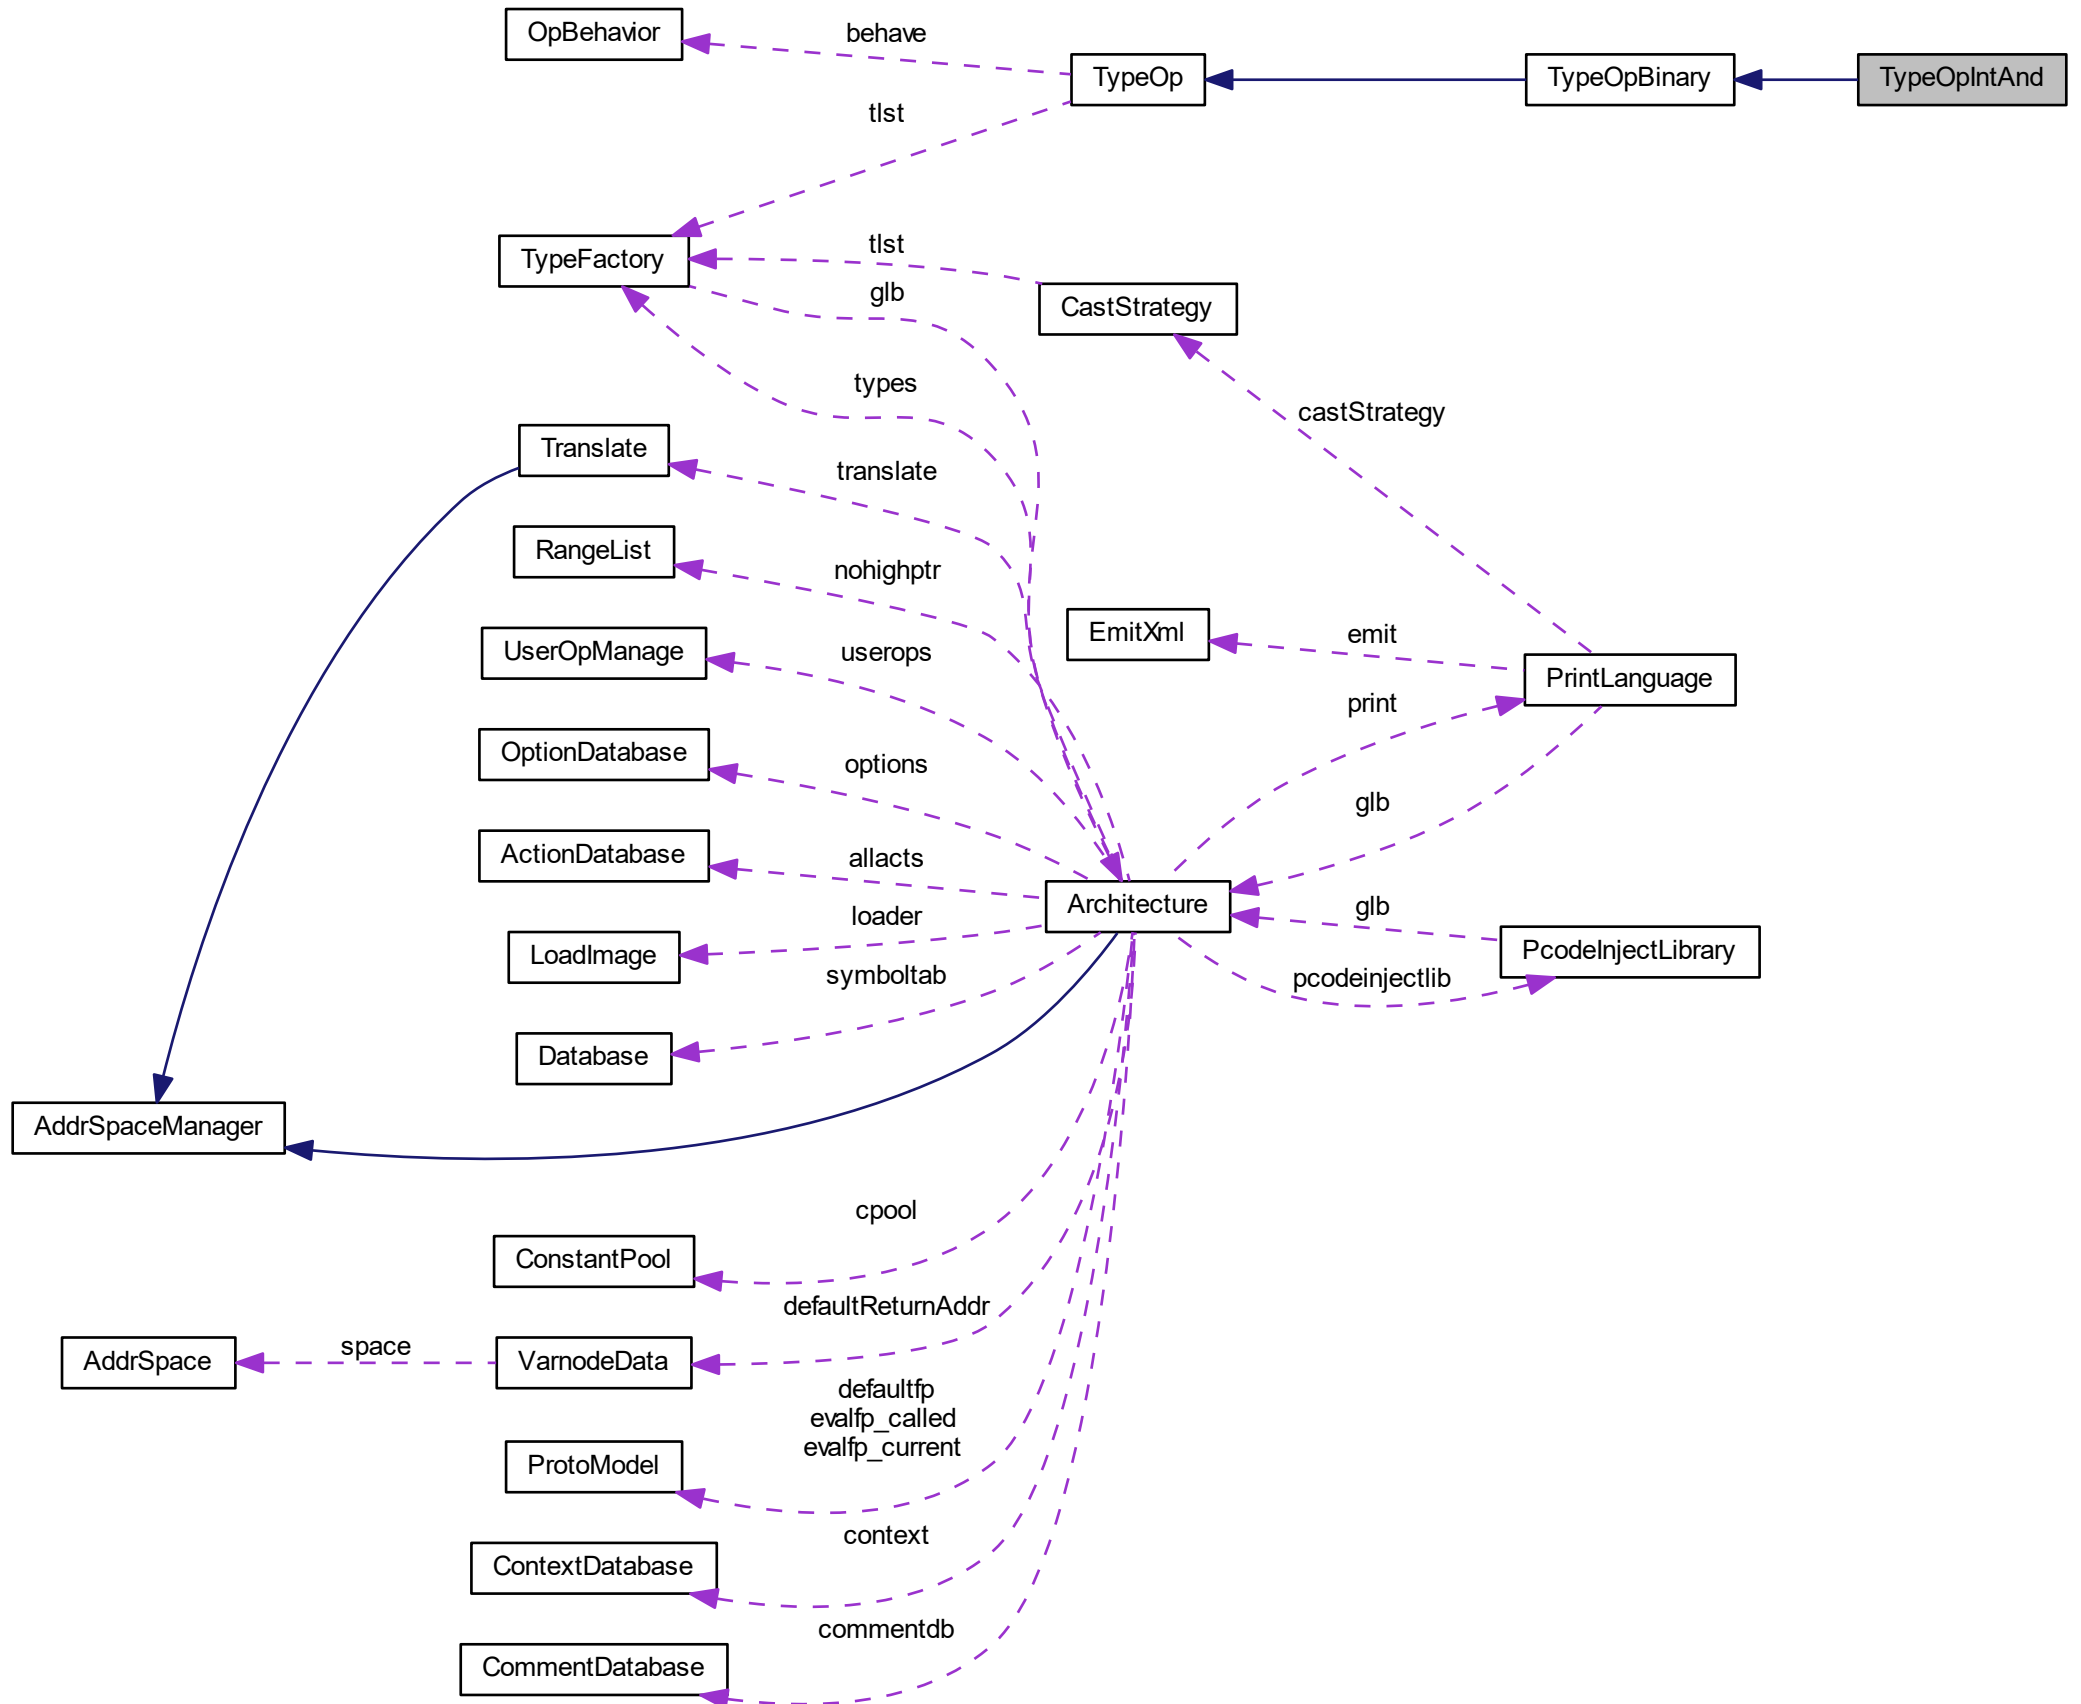 OpBehavior
behave
TypeOp
TypeOpBinary
TypeOpIntAnd
tlst
TypeFactory
tlst
glb
CastStrategy
types
castStrategy
Translate
translate
RangeList
nohighptr
EmitXml
emit
UserOpManage
userops
PrintLanguage
print
OptionDatabase
options
glb
ActionDatabase
allacts
Architecture
glb
LoadImage
loader
PcodeInjectLibrary
symboltab
pcodeinjectlib
Database
AddrSpaceManager
cpool
ConstantPool
defaultReturnAddr
AddrSpace
space
VarnodeData
defaultfp
evalfp_called
evalfp_current
ProtoModel
context
ContextDatabase
commentdb
CommentDatabase